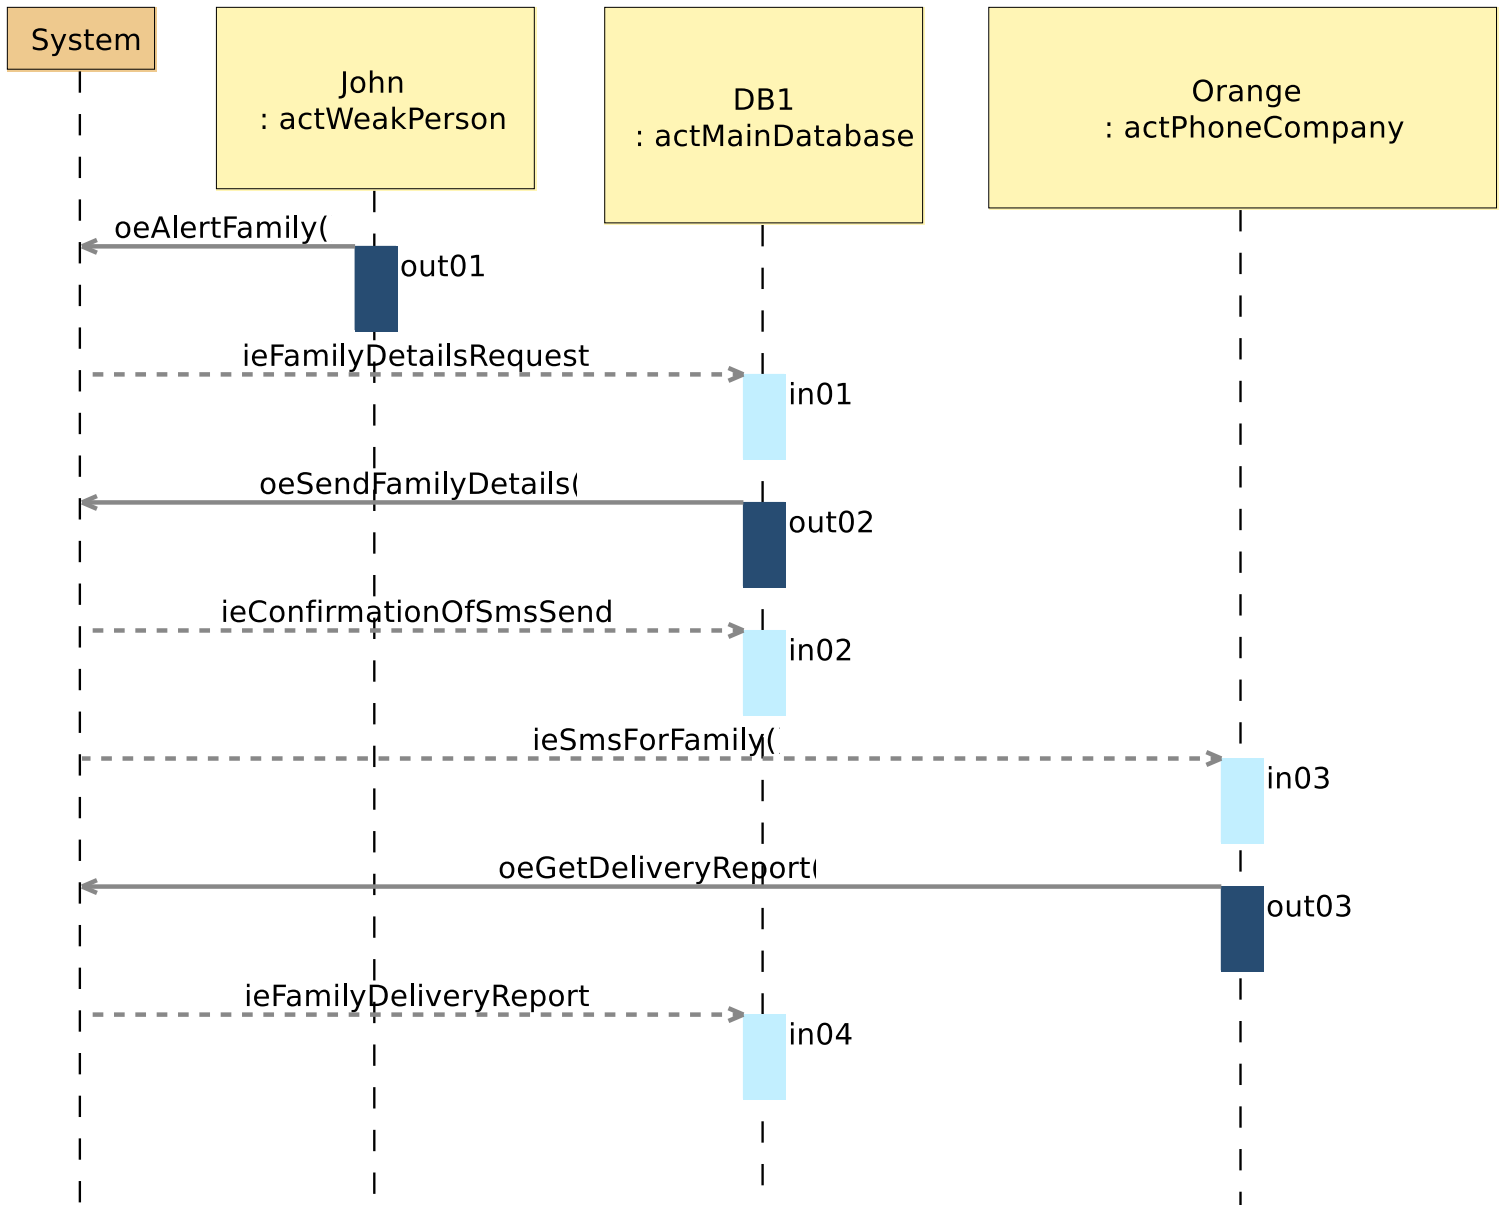 System
John
: actWeakPerson
DB1
: actMainDatabase
Orange
: actPhoneCompany
oeAlertFamily(
out01
ieFamilyDetailsRequest
in01
oeSendFamilyDetails(
out02
ieConfirmationOfSmsSend
in02
ieSmsForFamily(
in03
oeGetDeliveryReport(
out03
ieFamilyDeliveryReport
in04